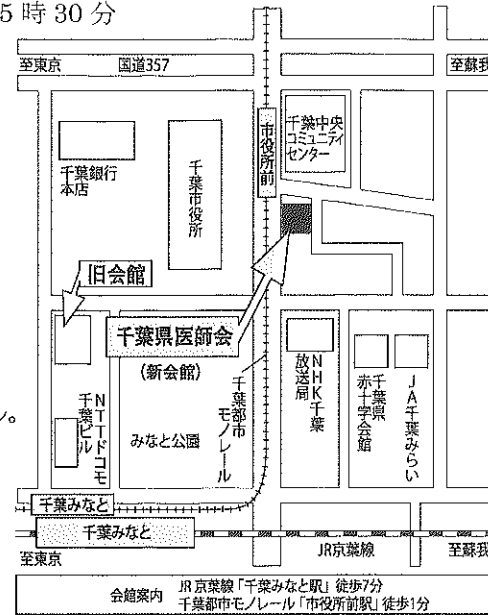 5時30分
至東京
国道357
至蘇我
千葉銀行
本店
千葉市役所
市役所前
千葉中央
コミュニティ
センター
旧会館
千葉県医師会
(新会館)
NTTドコモ
千葉ビル
みなと公園
千葉都市
モノレール
NHK千葉
放送局
千葉県
赤十字会館
JA千葉みらい
ん。
千葉みなと
千葉みなと
至東京
JR京葉線
至蘇我
会館案内
JR京葉線「千葉みなと駅」徒歩7分
千葉都市モノレール「市役所前駅」徒歩1分